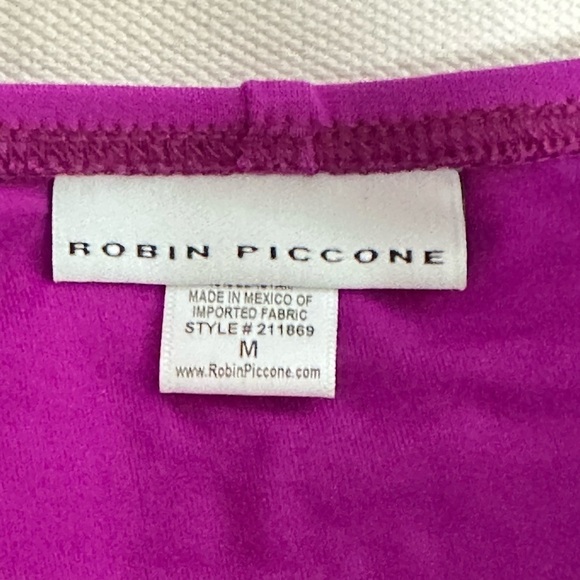 ROBIN PICCONE
MADE IN MEXICO OF
IMPORTED FABRIC
STYLE # 211869
M
www.RobinPiccone.com